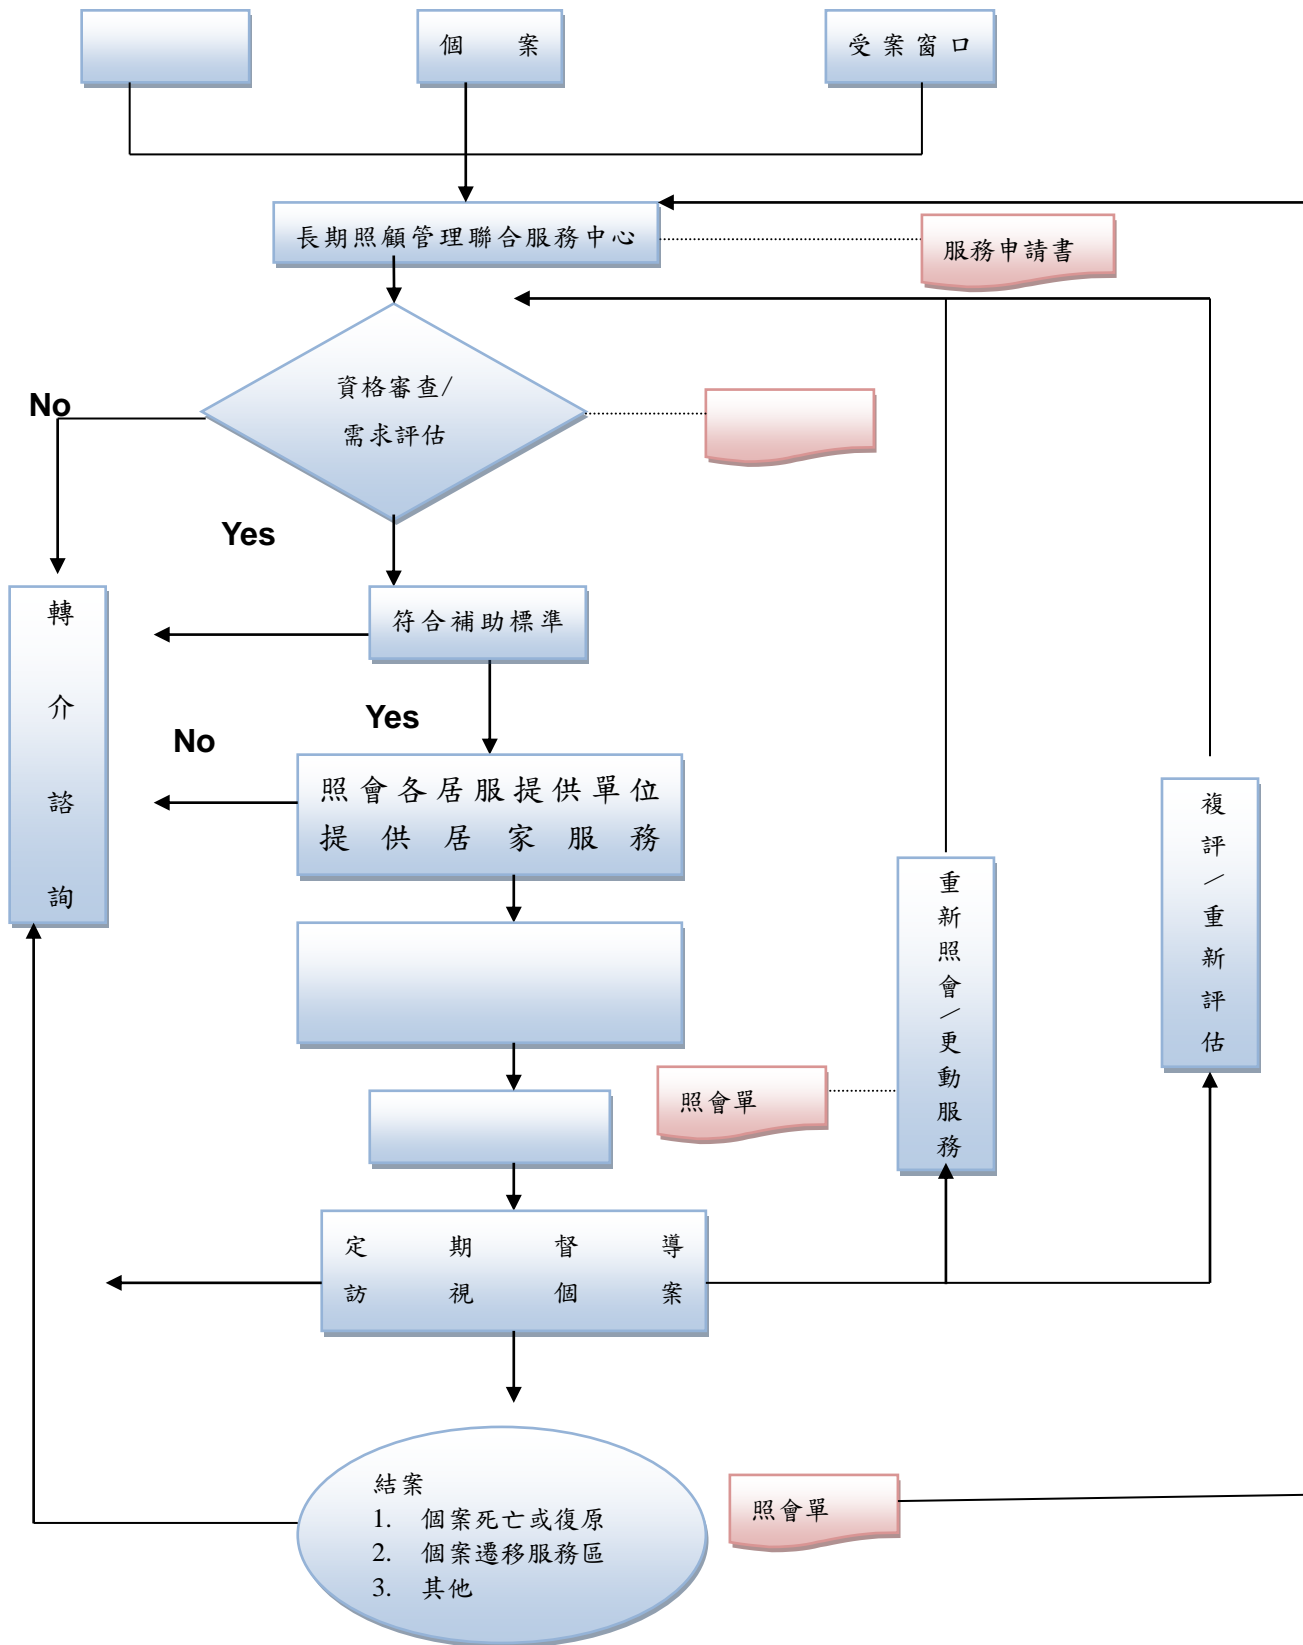 個案
受案窗口
長期照顧管理聯合服務中心
服務申請書
資格審查/
需求評估
No
Yes
轉介諮詢
符合補助標準
Yes
No
照會各居服提供單位
提供居家服務
複評/重新評估
重新照會/更動服務
照會單
定期督導
訪視個案
結案
1. 個案死亡或復原
2. 個案遷移服務區
3. 其他
照會單